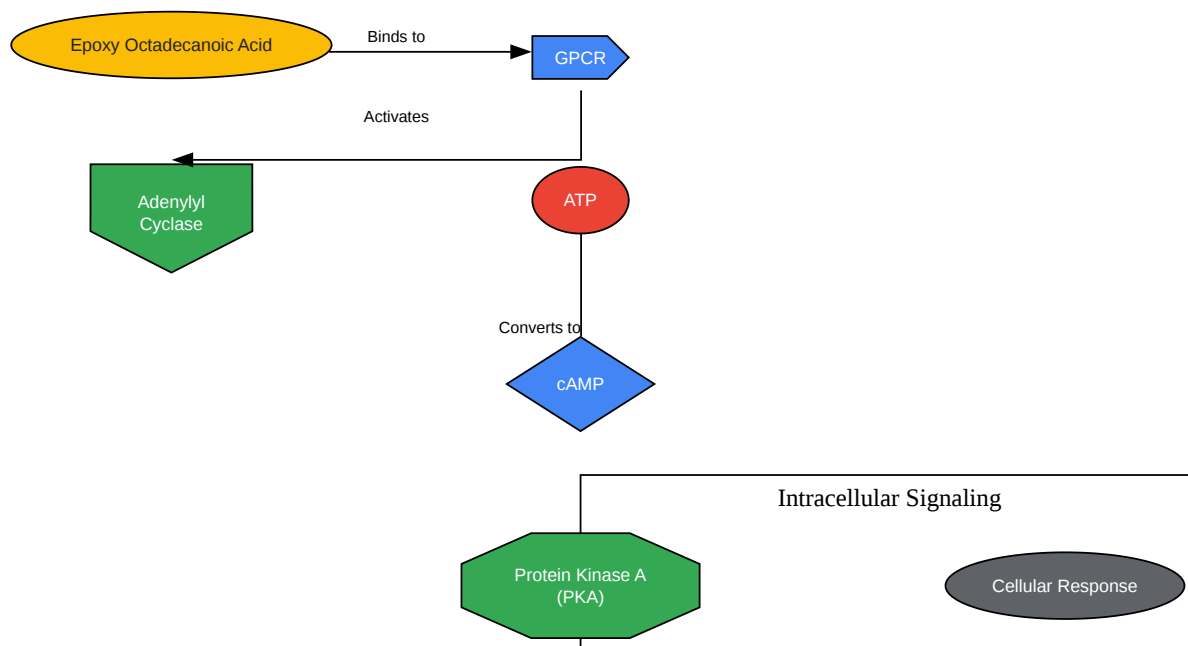 Epoxy Octadecanoic Acid
Binds to
GPCR
Activates
Adenylyl
Cyclase
ATP
Converts to
cAMP
Intracellular Signaling
Protein Kinase A
(PKA)
Cellular Response